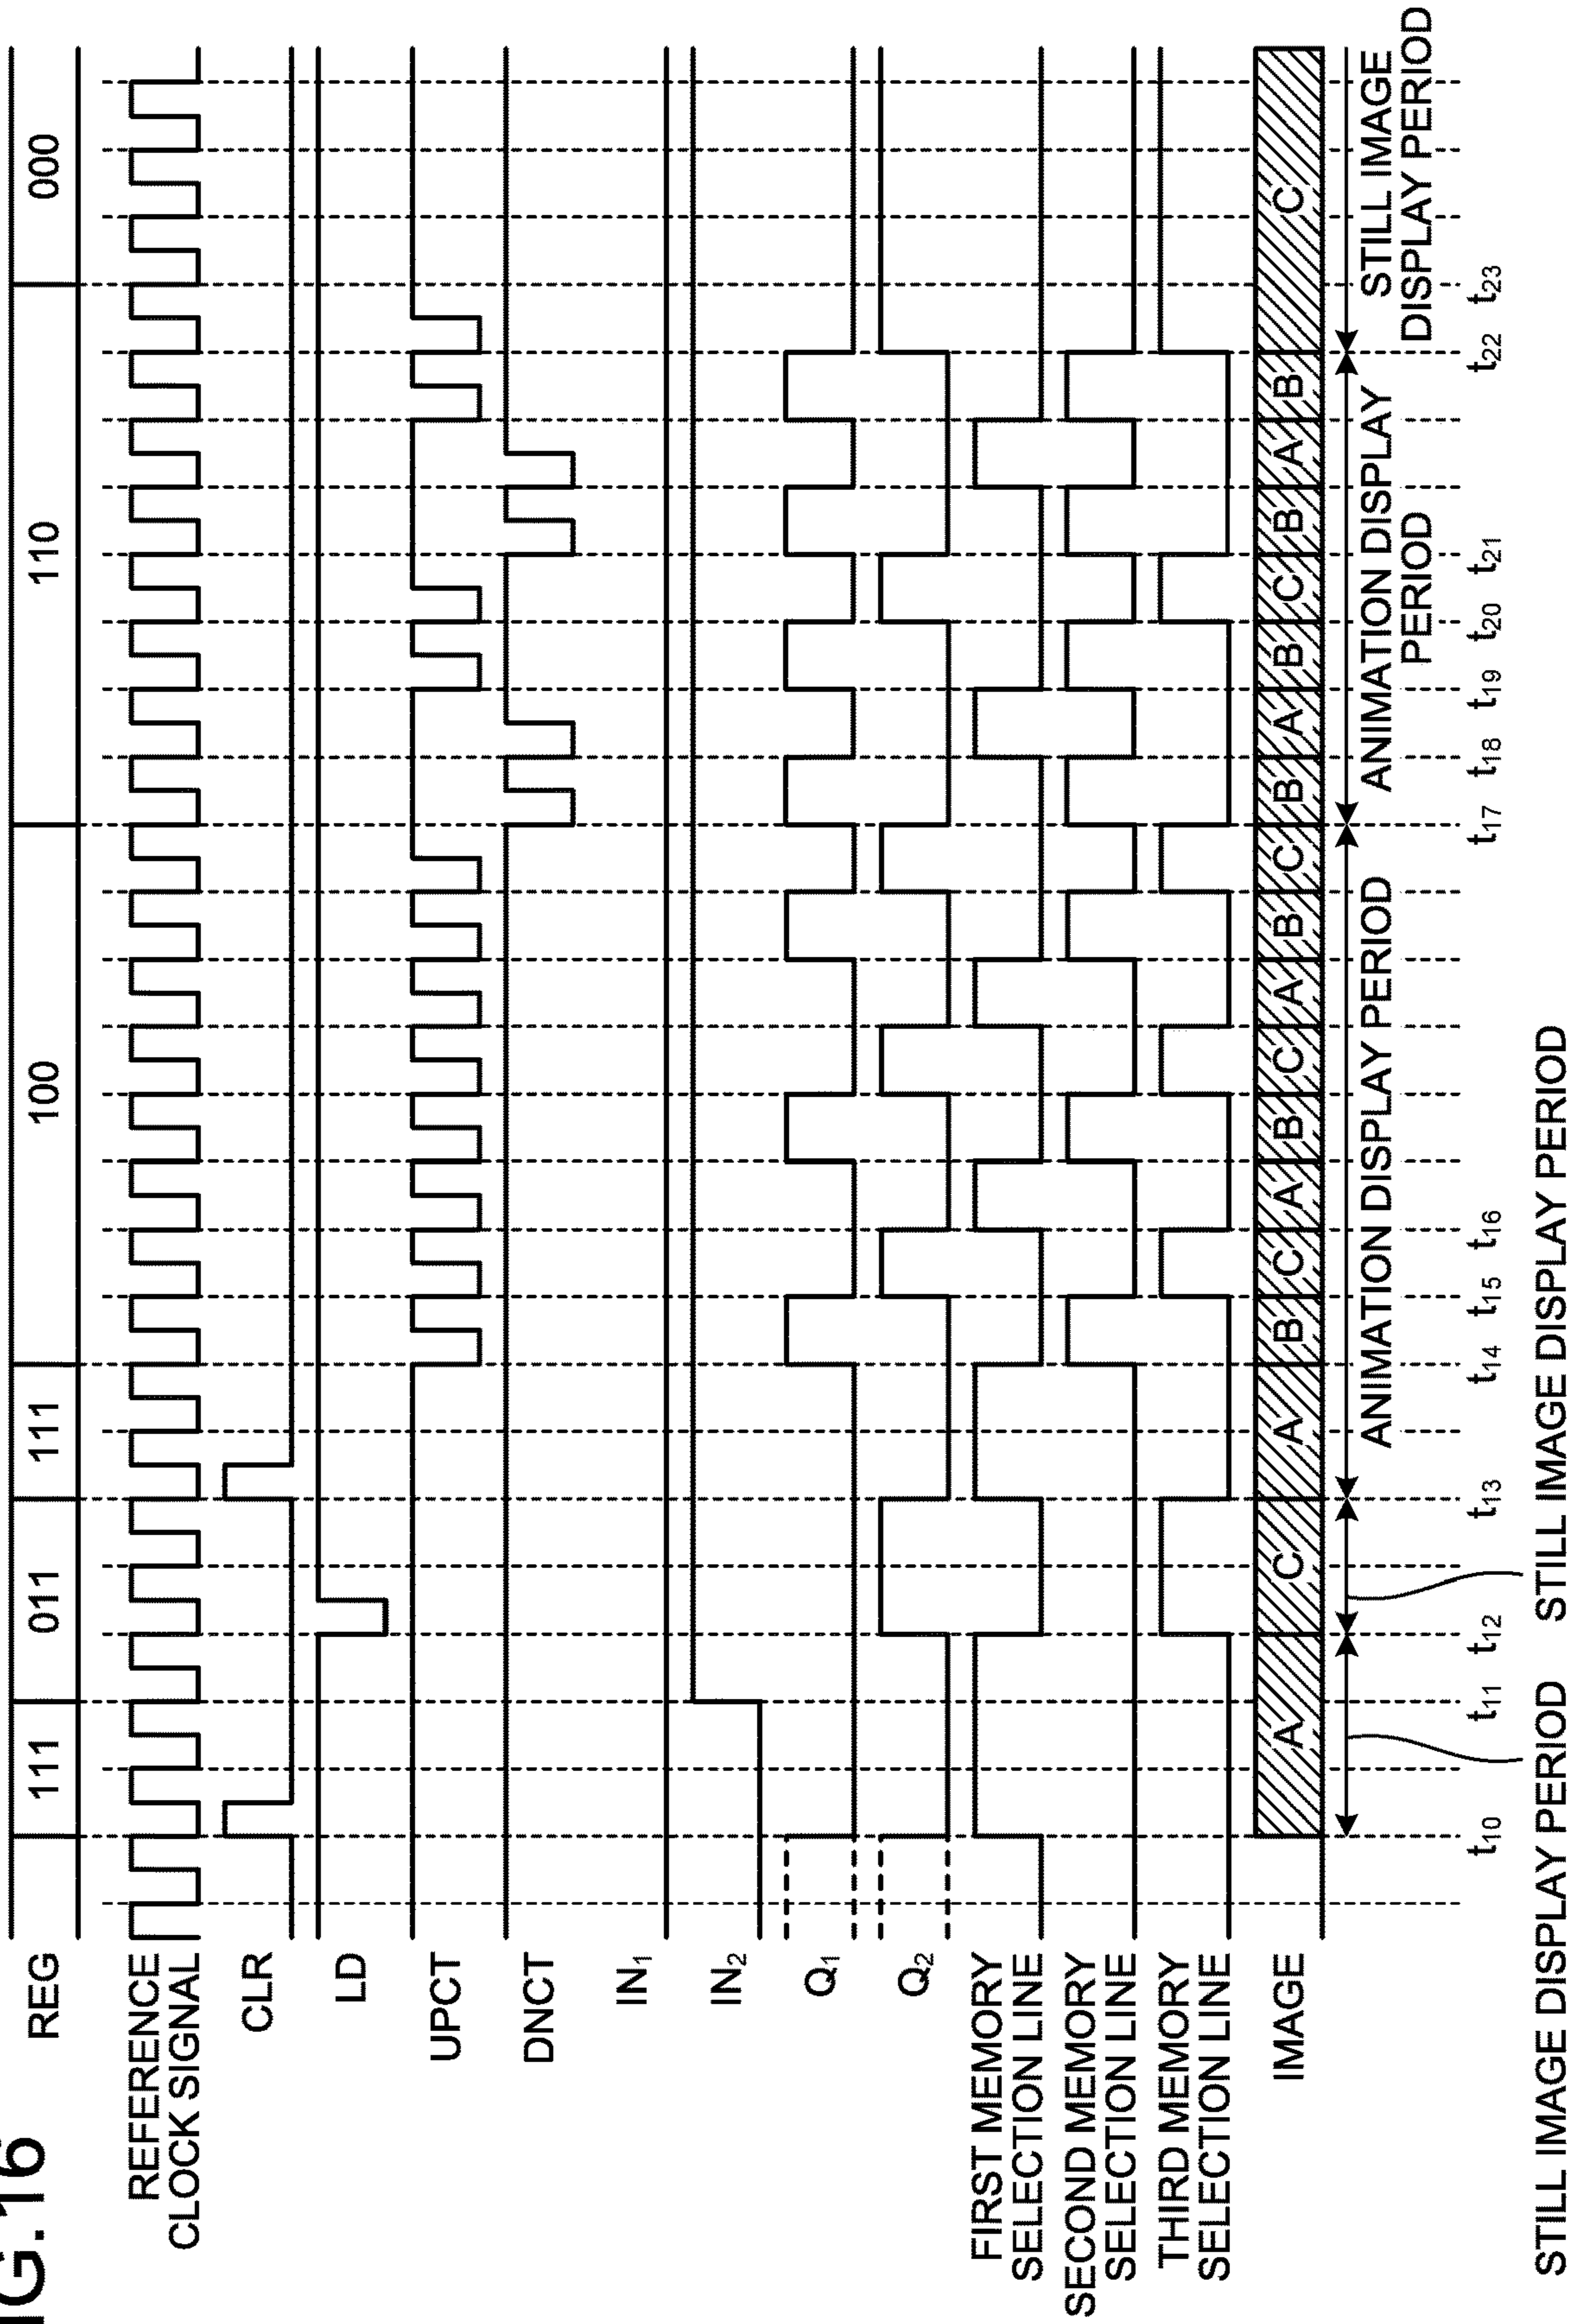 IG.16
REG 111 011 111 100 110 000
REFERENCE
CLOCK SIGNAL
CLR
LD
UPCT
DNCT
IN1
IN2
Q1
Q2
FIRST MEMORY
SELECTION LINE
SECOND MEMORY
SELECTION LINE
THIRD MEMORY
SELECTION LINE
IMAGE A C A B C A B C A B C B A B C B A B C
ANIMATION DISPLAY PERIOD ANIMATION DISPLAY STILL IMAGE
PERIOD DISPLAY PERIOD
t10 t11 t12 t13 t14 t15 t16 t17 t18 t19 t20 t21 t22 t23
STILL IMAGE DISPLAY PERIOD STILL IMAGE DISPLAY PERIOD